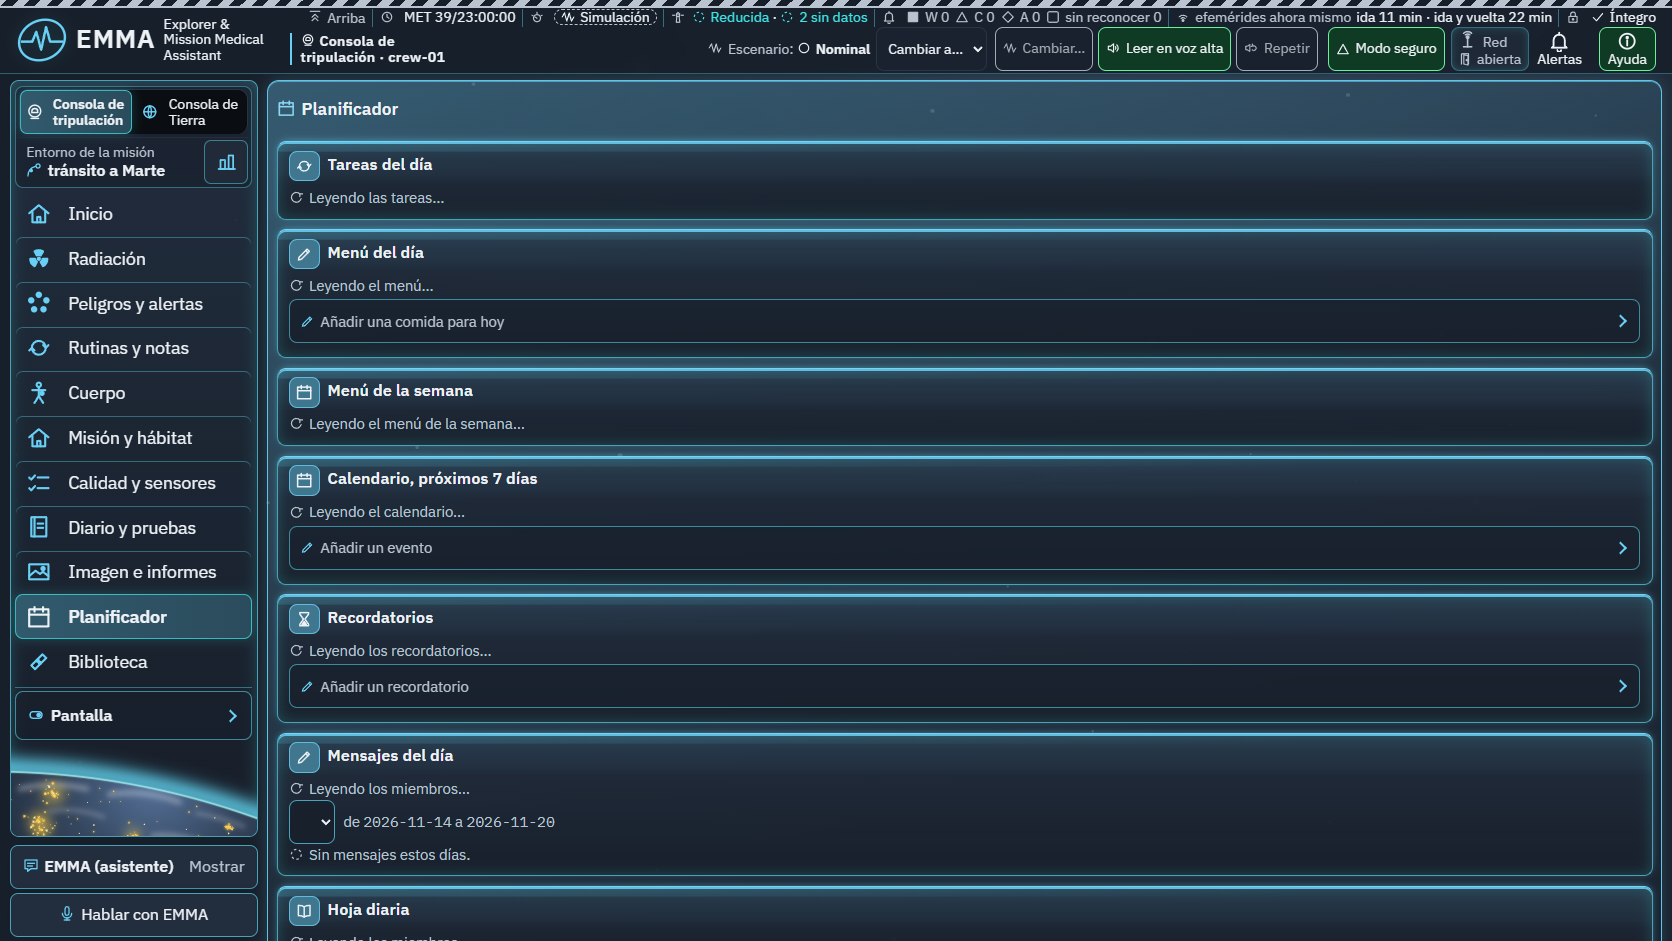 Arriba
MET 39/23:00:00
Simulación
Reducida · 2 sin datos
W 0 C 0 A 0 sin reconocer 0
efemérides ahora mismo ida 11 min · ida y vuelta 22 min
Íntegro
EMMA
Explorer &
Mission Medical
Assistant
Consola de
tripulación · crew-01
Escenario: Nominal
Cambiar a...
Cambiar...
Leer en voz alta
Repetir
Modo seguro
Red
abierta
Alertas
Ayuda
Consola de
tripulación
Consola de
Tierra
Entorno de la misión
tránsito a Marte
Inicio
Radiación
Peligros y alertas
Rutinas y notas
Cuerpo
Misión y hábitat
Calidad y sensores
Diario y pruebas
Imagen e informes
Planificador
Biblioteca
Pantalla
EMMA (asistente) Mostrar
Hablar con EMMA
Planificador
Tareas del día
Leyendo las tareas...
Menú del día
Leyendo el menú...
Añadir una comida para hoy
Menú de la semana
Leyendo el menú de la semana...
Calendario, próximos 7 días
Leyendo el calendario...
Añadir un evento
Recordatorios
Leyendo los recordatorios...
Añadir un recordatorio
Mensajes del día
Leyendo los miembros...
de 2026-11-14 a 2026-11-20
Sin mensajes estos días.
Hoja diaria
Leyendo los miembros...